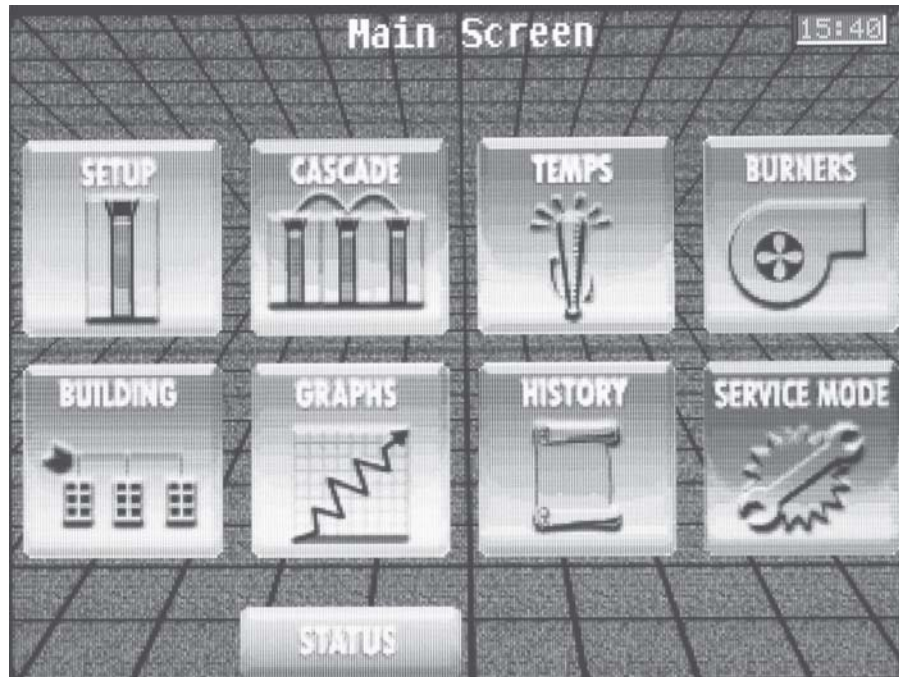 Main Screen
15:40
SETUP
CASCADE
TEMPS
BURNERS
BUILDING
GRAPHS
HISTORY
SERVICE MODE
STATUS